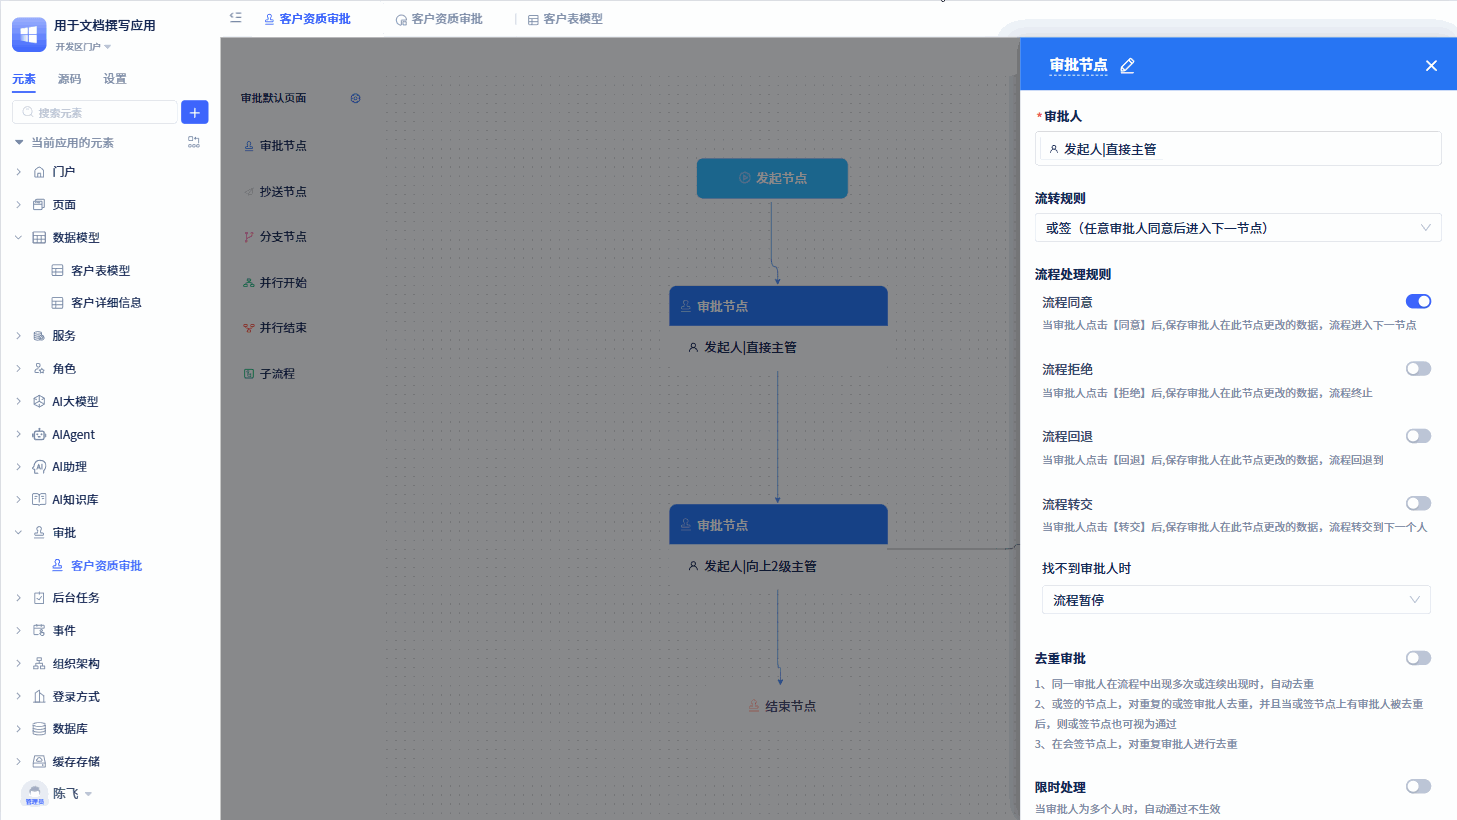 用于文档撰写应用
开发区门户
元素 源码 设置
搜索元素
当前应用的元素
门户
页面
数据模型
客户表模型
客户详细信息
服务
角色
AI大模型
AIAgent
AI助理
AI知识库
审批
客户资质审批
后台任务
事件
组织架构
登录方式
数据库
缓存存储
管理员
陈飞
客户资质审批 客户资质审批 客户表模型
审批默认页面
审批节点
抄送节点
分支节点
并行开始
并行结束
子流程
发起节点
审批节点
发起人|直接主管
审批节点
发起人|向上2级主管
结束节点
审批节点
*审批人
发起人|直接主管
流转规则
或签（任意审批人同意后进入下一节点）
流程处理规则
流程同意
当审批人点击【同意】后,保存审批人在此节点更改的数据，流程进入下一节点
流程拒绝
当审批人点击【拒绝】后,保存审批人在此节点更改的数据，流程终止
流程回退
当审批人点击【回退】后,保存审批人在此节点更改的数据，流程回退到
流程转交
当审批人点击【转交】后,保存审批人在此节点更改的数据，流程转交到下一个人
找不到审批人时
流程暂停
去重审批
1、同一审批人在流程中出现多次或连续出现时，自动去重
2、或签的节点上，对重复的或签审批人去重，并且当或签节点上有审批人被去重
后，则或签节点也可视为通过
3、在会签节点上，对重复审批人进行去重
限时处理
当审批人为多个人时，自动通过不生效